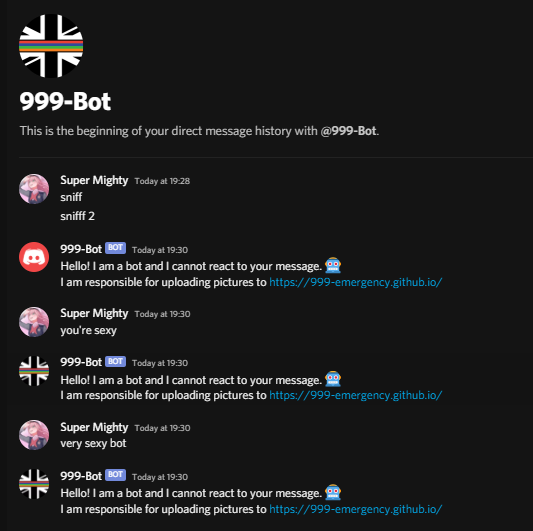 999-Bot
This is the beginning of your direct message history with @999-Bot.
Super Mighty Today at 19:28
sniff
snifff 2
999-Bot BOT Today at 19:30
Hello! I am a bot and I cannot react to your message. 🤖
I am responsible for uploading pictures to https://999-emergency.github.io/
Super Mighty Today at 19:30
you're sexy
999-Bot BOT Today at 19:30
Hello! I am a bot and I cannot react to your message. 🤖
I am responsible for uploading pictures to https://999-emergency.github.io/
Super Mighty Today at 19:30
very sexy bot
999-Bot BOT Today at 19:30
Hello! I am a bot and I cannot react to your message. 🤖
I am responsible for uploading pictures to https://999-emergency.github.io/